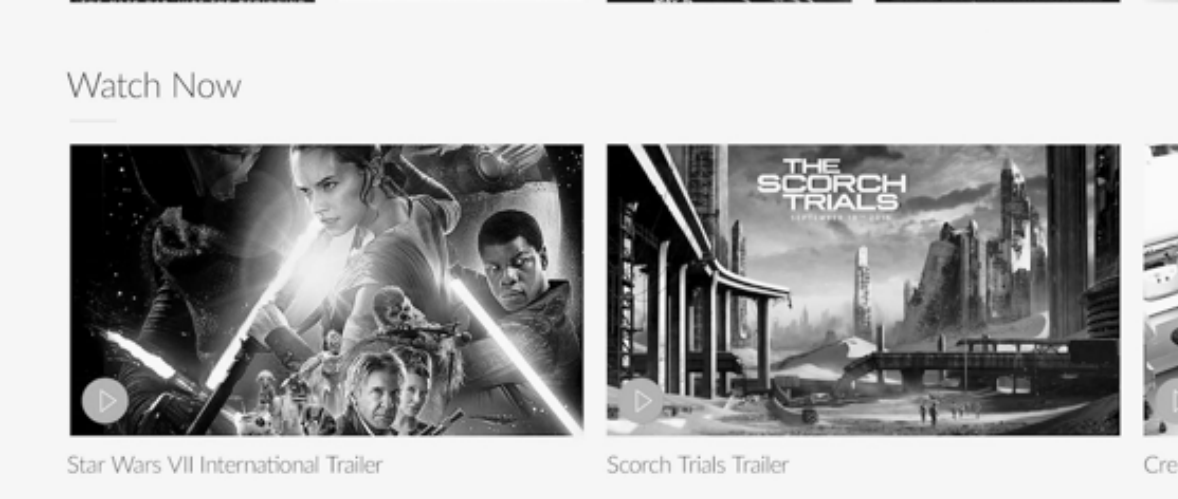 Watch Now
THE
SCORCH
TRIALS
Star Wars VII International Trailer
Scorch Trials Trailer
Cre